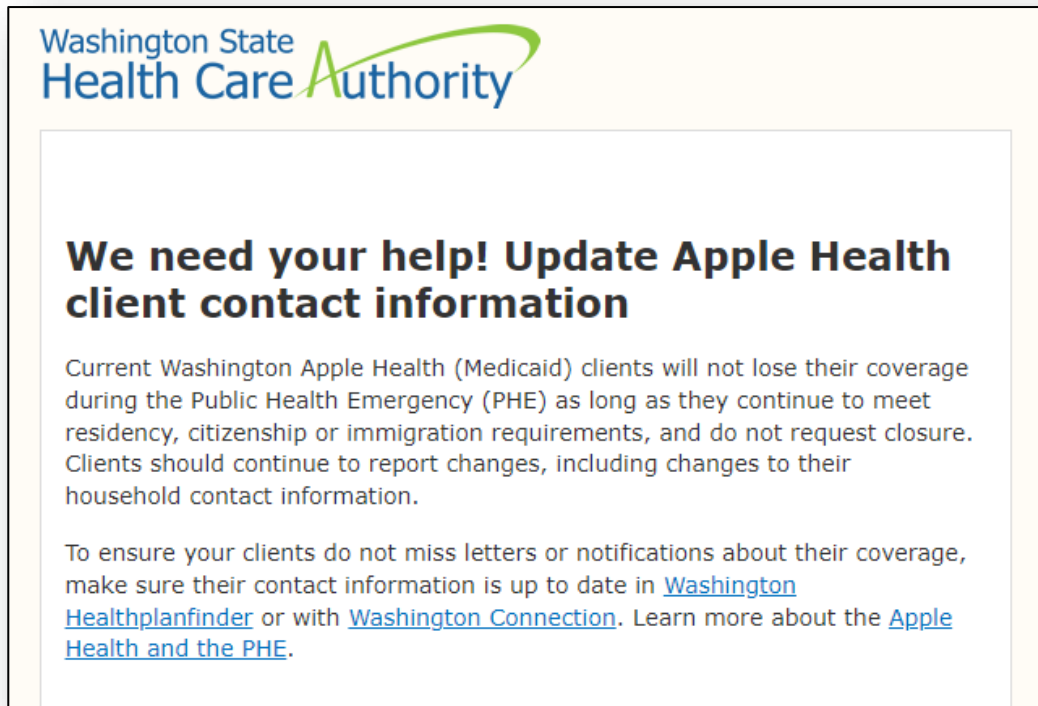 Washington State
Health Care Authority
We need your help! Update Apple Health
client contact information
Current Washington Apple Health (Medicaid) clients will not lose their coverage
during the Public Health Emergency (PHE) as long as they continue to meet
residency, citizenship or immigration requirements, and do not request closure.
Clients should continue to report changes, including changes to their
household contact information.
To ensure your clients do not miss letters or notifications about their coverage,
make sure their contact information is up to date in Washington
Healthplanfinder or with Washington Connection. Learn more about the Apple
Health and the PHE.